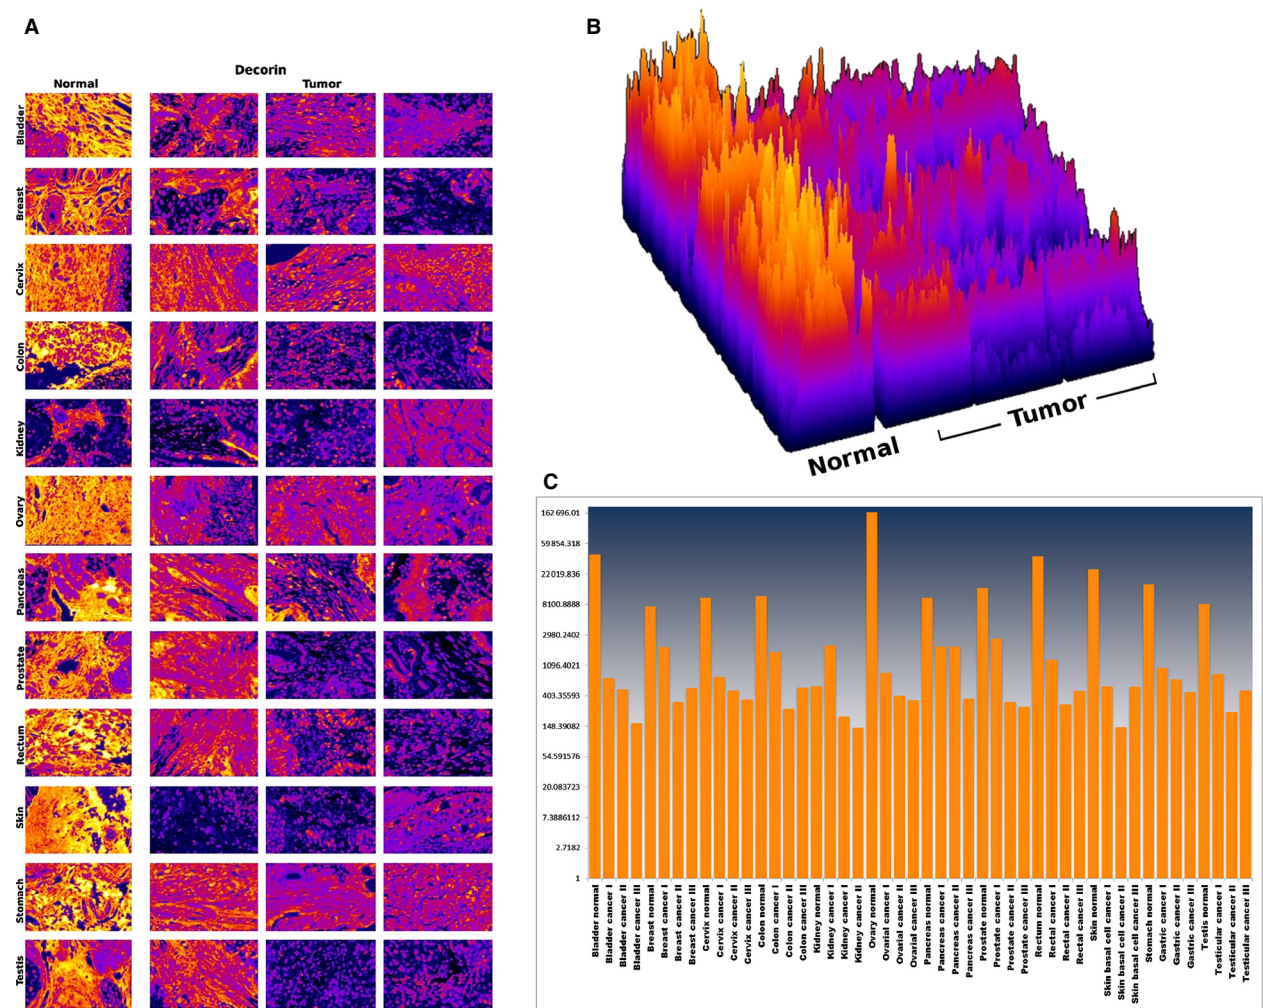 A
Decorin
Normal
Tumor
Bladder
Breast
Cervix
Colon
Kidney
Ovary
Pancreas
Prostate
Rectum
Skin
Stomach
Testis
B
Normal
Tumor
C
162 696.01
59 854.318
22 019.836
8100.8888
2980.2402
1096.4021
403.35593
148.39082
54.591576
20.083723
7.3886112
2.7182
1
Bladder normal
Bladder cancer I
Bladder cancer II
Bladder cancer III
Breast normal
Breast cancer I
Breast cancer II
Breast cancer III
Cervix normal
Cervix cancer I
Cervix cancer II
Cervix cancer III
Colon normal
Colon cancer I
Colon cancer II
Colon cancer III
Kidney normal
Kidney cancer I
Kidney cancer I
Kidney cancer II
Ovary normal
Ovarial cancer I
Ovarial cancer II
Ovarial cancer III
Pancreas normal
Pancreas cancer I
Pancreas cancer II
Pancreas cancer III
Prostate normal
Prostate cancer I
Prostate cancer II
Prostate cancer III
Rectum normal
Rectal cancer I
Rectal cancer II
Rectal cancer III
Skin normal
Skin basal cell cancer I
Skin basal cell cancer II
Skin basal cell cancer III
Stomach normal
Gastric cancer I
Gastric cancer II
Gastric cancer III
Testis normal
Testicular cancer I
Testicular cancer II
Testicular cancer III